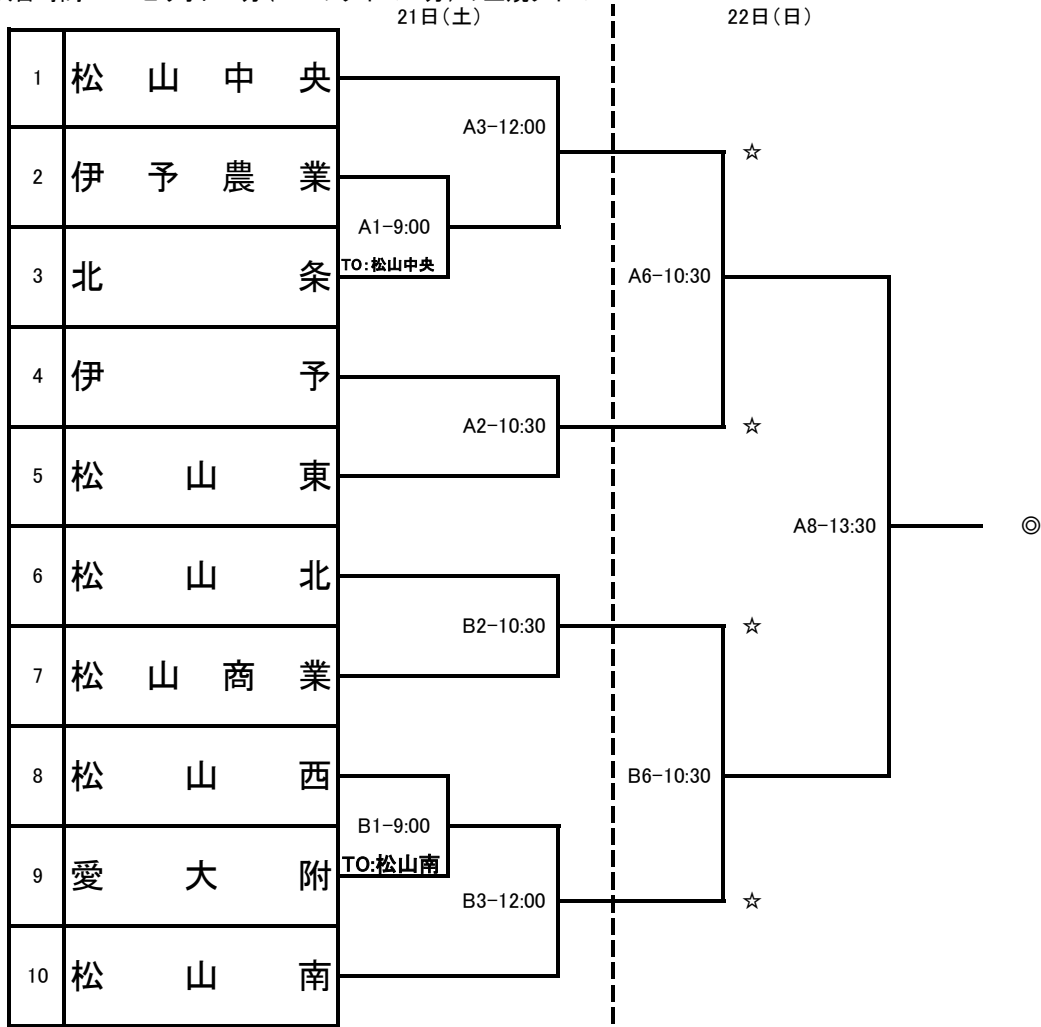 21日(土) 22日(日)
1 松山中央
A3-12:00
☆
2 伊予農業
A1-9:00
TO:松山中央
3 北条
A6-10:30
4 伊予
A2-10:30
☆
5 松山東
A8-13:30
◎
6 松山北
B2-10:30
☆
7 松山商業
8 松山西
B6-10:30
B1-9:00
TO:松山南
9 愛大附
B3-12:00
☆
10 松山南